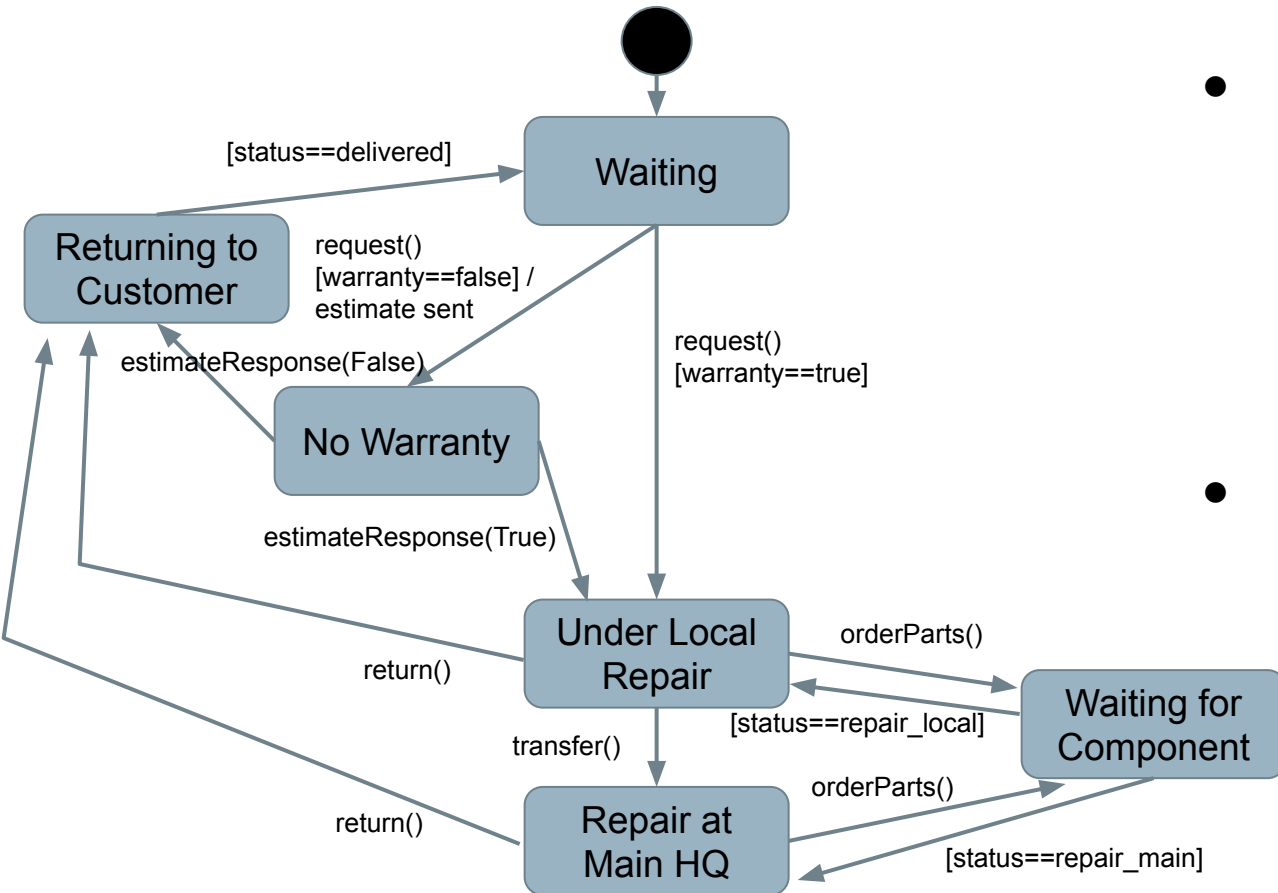 [status==delivered]
Waiting
Returning to
Customer
request()
[warranty==false] /
estimate sent
request()
[warranty==true]
estimateResponse(False)
No Warranty
estimateResponse(True)
Under Local
Repair
orderParts()
return()
Waiting for
Component
[status==repair_local]
transfer()
orderParts()
return()
Repair at
Main HQ
[status==repair_main]